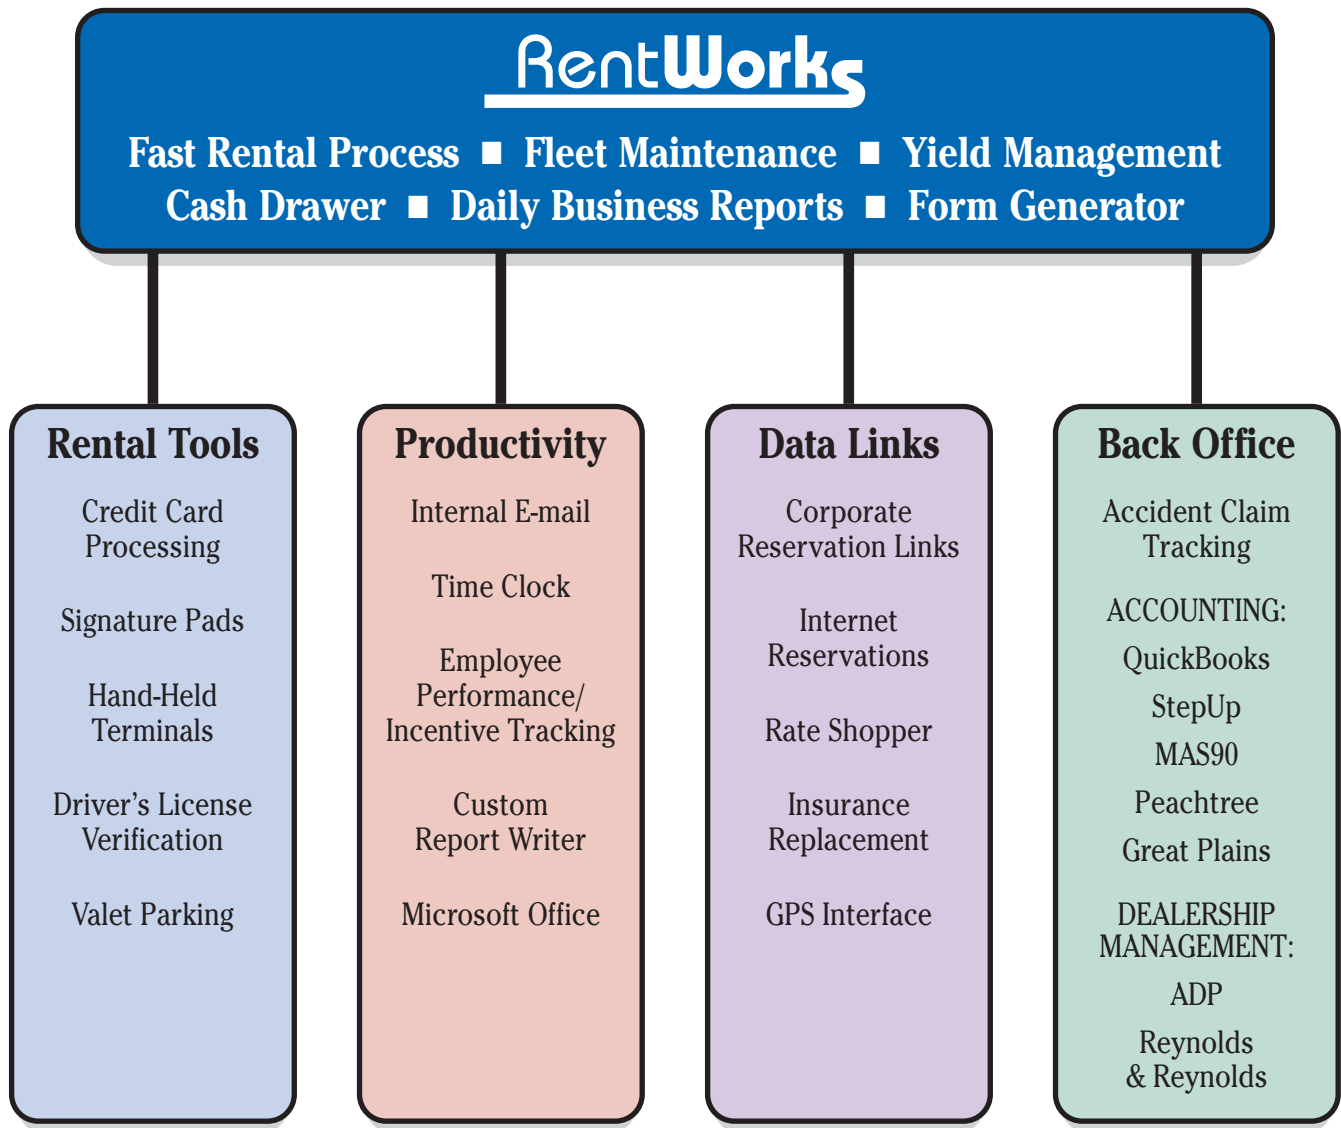 RentWorks
Fast Rental Process ■ Fleet Maintenance ■ Yield Management
Cash Drawer ■ Daily Business Reports ■ Form Generator
Rental Tools
Credit Card
Processing
Signature Pads
Hand-Held
Terminals
Driver’s License
Verification
Valet Parking
Productivity
Internal E-mail
Time Clock
Employee
Performance/
Incentive Tracking
Custom
Report Writer
Microsoft Office
Data Links
Corporate
Reservation Links
Internet
Reservations
Rate Shopper
Insurance
Replacement
GPS Interface
Back Office
Accident Claim
Tracking
ACCOUNTING:
QuickBooks
StepUp
MAS90
Peachtree
Great Plains
DEALERSHIP
MANAGEMENT:
ADP
Reynolds
& Reynolds